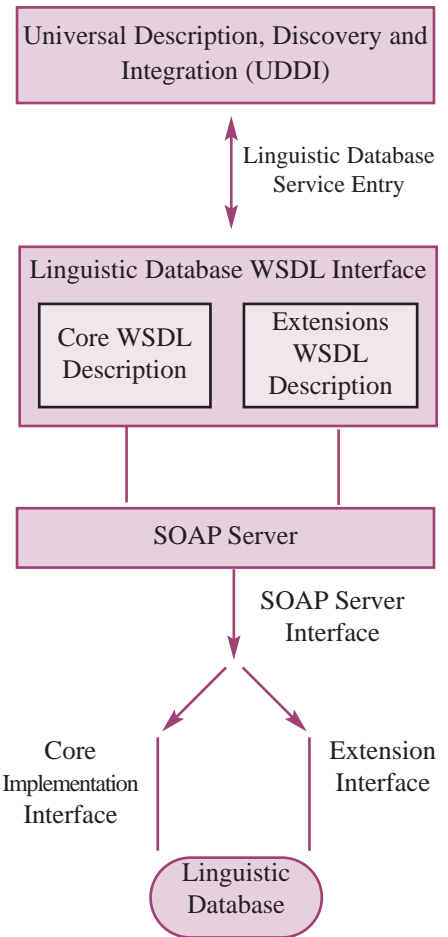 Universal Description, Discovery and
Integration (UDDI)
Linguistic Database
Service Entry
Linguistic Database WSDL Interface
Core WSDL
Description
Extensions
WSDL
Description
SOAP Server
SOAP Server
Interface
Core
Implementation
Interface
Extension
Interface
Linguistic
Database